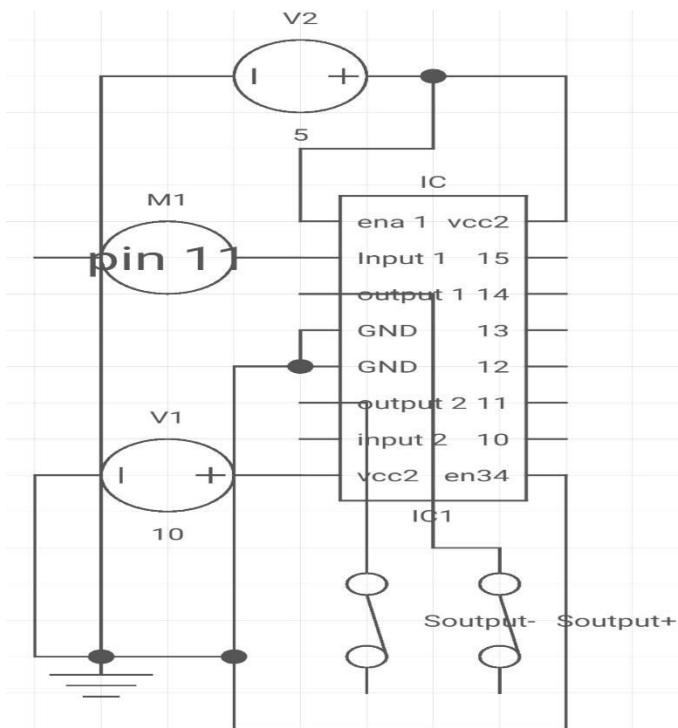 V2
5
IC
M1
ena 1 vcc2
pin 11
Input 1 15
output 1 14
GND 13
GND 12
output 2 11
V1
input 2 10
vcc2 en34
IC1
10
Soutput- Soutput+